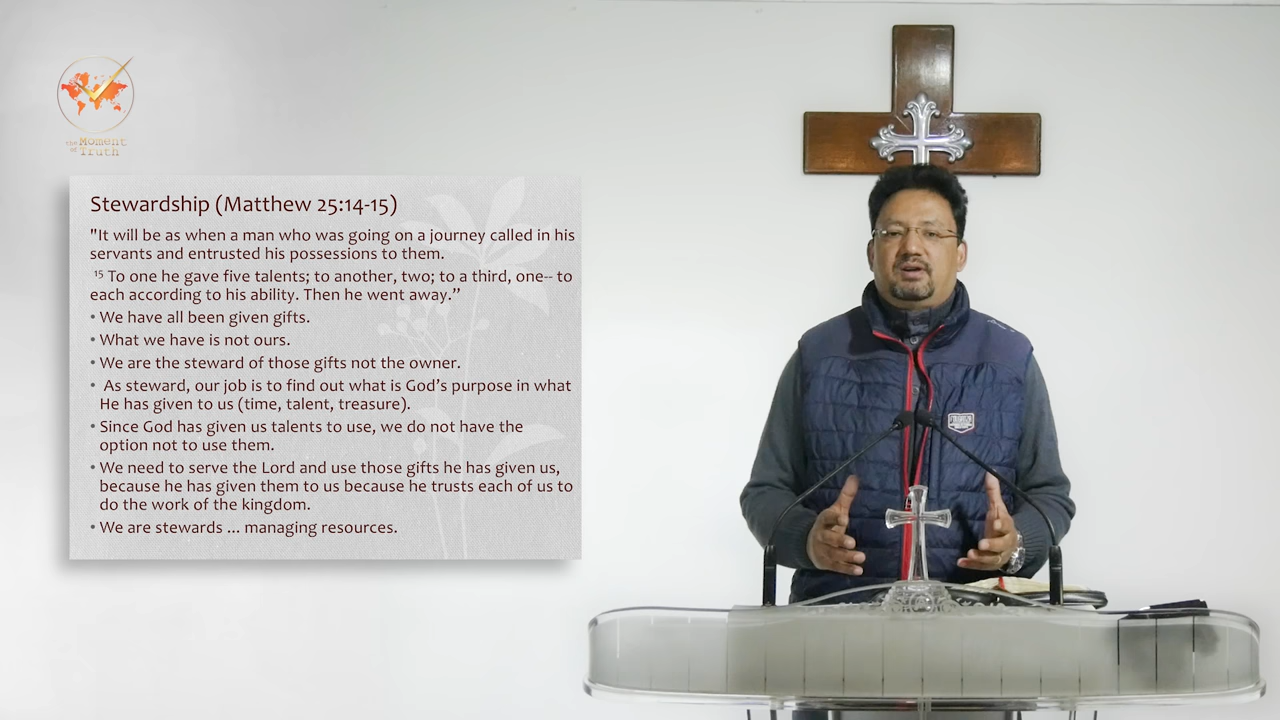 the Moment
of Truth
Stewardship (Matthew 25:14-15)
"It will be as when a man who was going on a journey called in his
servants and entrusted his possessions to them.
15 To one he gave five talents; to another, two; to a third, one-- to
each according to his ability. Then he went away.”
• We have all been given gifts.
• What we have is not ours.
• We are the steward of those gifts not the owner.
• As steward, our job is to find out what is God’s purpose in what
He has given to us (time, talent, treasure).
• Since God has given us talents to use, we do not have the
option not to use them.
• We need to serve the Lord and use those gifts he has given us,
because he has given them to us because he trusts each of us to
do the work of the kingdom.
• We are stewards ... managing resources.